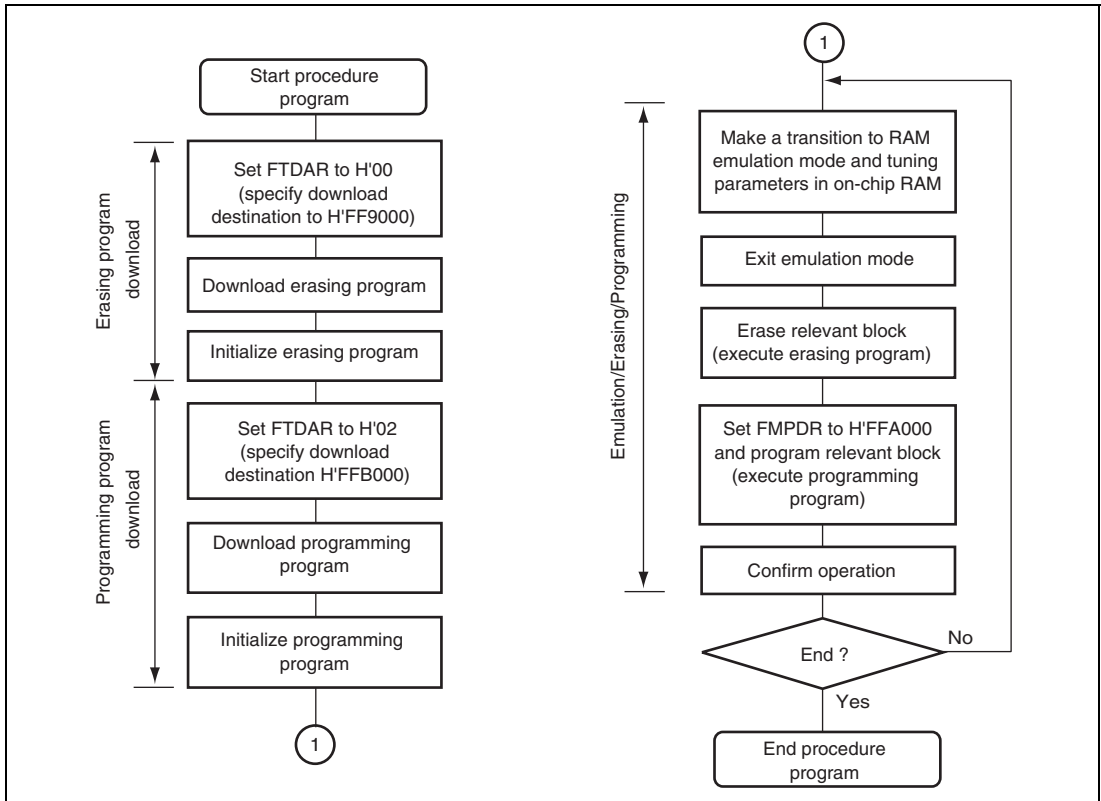 Start procedure
program
Erasing program
download
Set FTDAR to H'00
(specify download
destination to H'FF9000)
Download erasing program
Initialize erasing program
Programming program
download
Set FTDAR to H'02
(specify download
destination H'FFB000)
Download programming
program
Initialize programming
program
1
1
Emulation/Erasing/Programming
Make a transition to RAM
emulation mode and tuning
parameters in on-chip RAM
Exit emulation mode
Erase relevant block
(execute erasing program)
Set FMPDR to H'FFA000
and program relevant block
(execute programming
program)
Confirm operation
End ?
No
Yes
End procedure
program